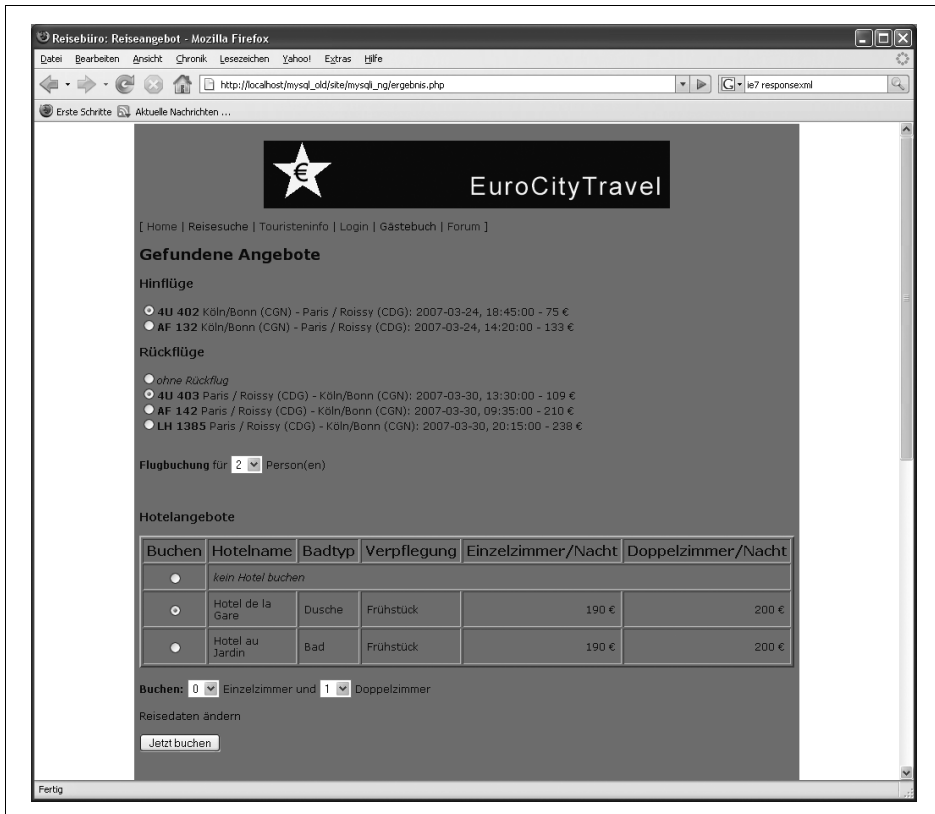 Reisebüro: Reiseangebot - Mozilla Firefox
Datei Bearbeiten Ansicht Chronik Lesezeichen Yahoo! Extras Hilfe
http://localhost/mysql_old/site/mysqli_ng/ergebnis.php
G ie7 responsexml
Erste Schritte Aktuelle Nachrichten ...
€ EuroCityTravel
[ Home | Reisesuche | Touristeninfo | Login | Gästebuch | Forum ]
Gefundene Angebote
Hinflüge
4U 402 Köln/Bonn (CGN) - Paris / Roissy (CDG): 2007-03-24, 18:45:00 - 75 €
AF 132 Köln/Bonn (CGN) - Paris / Roissy (CDG): 2007-03-24, 14:20:00 - 133 €
Rückflüge
ohne Rückflug
4U 403 Paris / Roissy (CDG) - Köln/Bonn (CGN): 2007-03-30, 13:30:00 - 109 €
AF 142 Paris / Roissy (CDG) - Köln/Bonn (CGN): 2007-03-30, 09:35:00 - 210 €
LH 1385 Paris / Roissy (CDG) - Köln/Bonn (CGN): 2007-03-30, 20:15:00 - 238 €
Flugbuchung für 2 Person(en)
Hotelangebote
Buchen Hotelname Badtyp Verpflegung Einzelzimmer/Nacht Doppelzimmer/Nacht
kein Hotel buchen
Hotel de la Gare Dusche Frühstück 190 € 200 €
Hotel au Jardin Bad Frühstück 190 € 200 €
Buchen: 0 Einzelzimmer und 1 Doppelzimmer
Reisedaten ändern
Jetzt buchen
Fertig